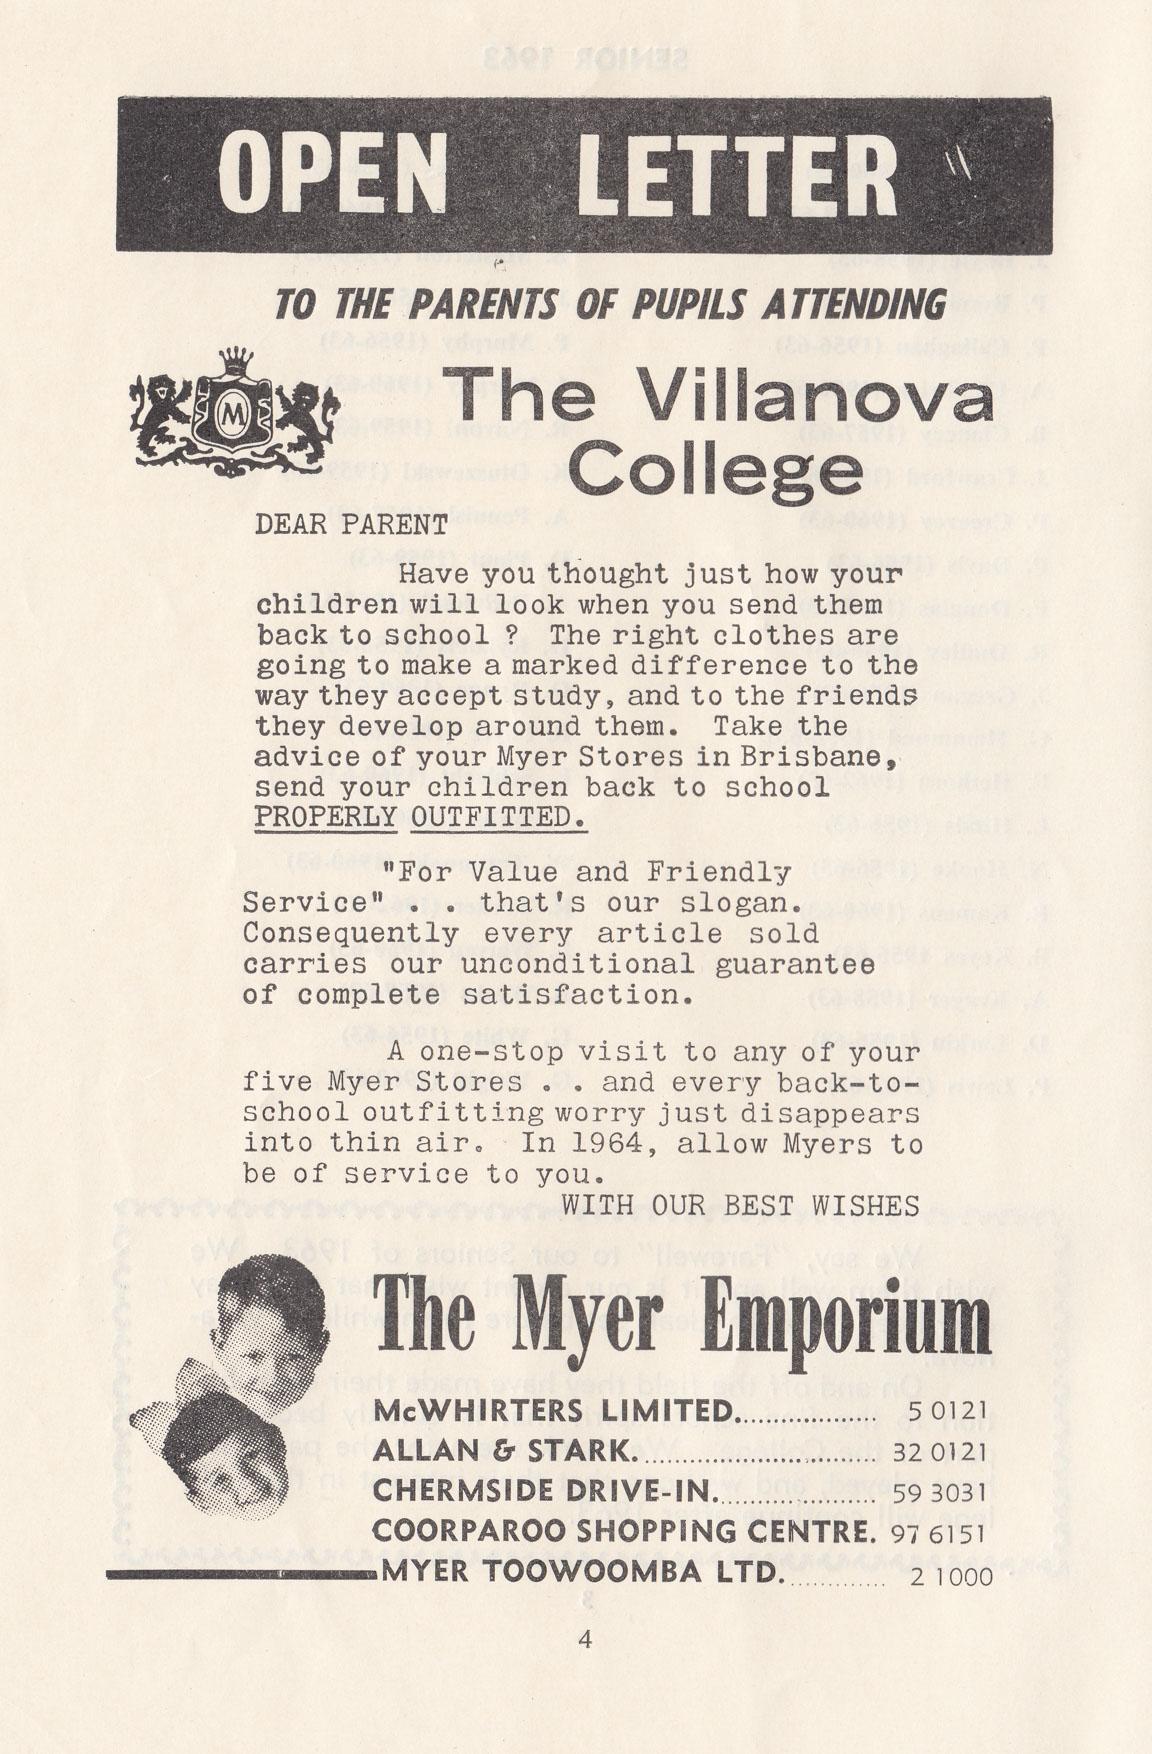 OPEN LETTER
TO THE PARENTS OF PUPILS ATTENDING
M
The Villanova
College
DEAR PARENT
Have you thought just how your
children will look when you send them
back to school ? The right clothes are
going to make a marked difference to the
way they accept study, and to the friends
they develop around them. Take the
advice of your Myer Stores in Brisbane,
send your children back to school
PROPERLY OUTFITTED.
"For Value and Friendly
Service" . . that's our slogan.
Consequently every article sold
carries our unconditional guarantee
of complete satisfaction.
A one-stop visit to any of your
five Myer Stores . . and every back-to-
school outfitting worry just disappears
into thin air. In 1964, allow Myers to
be of service to you.
WITH OUR BEST WISHES
The Myer Emporium
McWHIRTERS LIMITED.................. 5 0121
ALLAN & STARK............................... 32 0121
CHERMSIDE DRIVE-IN..................... 59 3031
COORPAROO SHOPPING CENTRE. 97 6151
MYER TOOWOOMBA LTD.............. 2 1000
4